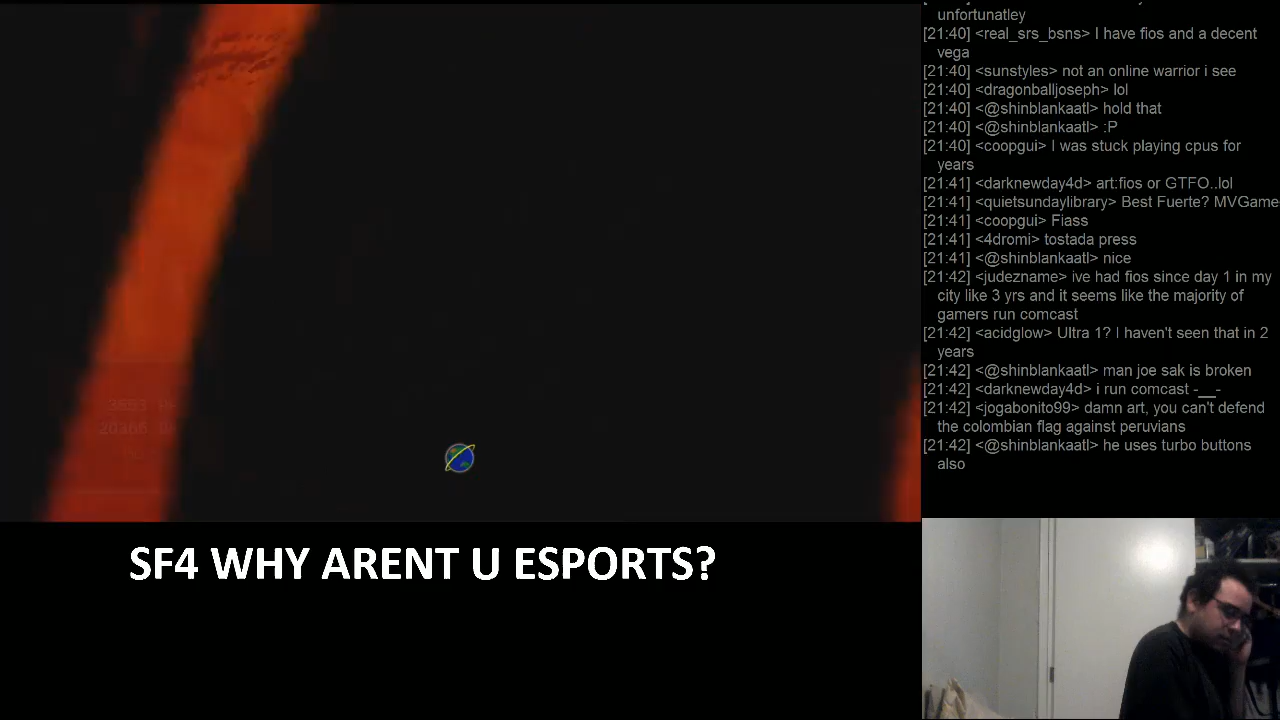 unfortunatley
[21:40] <real_srs_bsns> I have fios and a decent
vega
[21:40] <sunstyles> not an online warrior i see
[21:40] <dragonballjoseph> lol
[21:40] <@shinblankaatl> hold that
[21:40] <@shinblankaatl> :P
[21:40] <coopgui> I was stuck playing cpus for
years
[21:41] <darknewday4d> art:fios or GTFO..lol
[21:41] <quietsundaylibrary> Best Fuerte? MVGame
[21:41] <coopgui> Fiass
[21:41] <4dromi> tostada press
[21:41] <@shinblankaatl> nice
[21:42] <judezname> ive had fios since day 1 in my
city like 3 yrs and it seems like the majority of
gamers run comcast
[21:42] <acidglow> Ultra 1? I haven't seen that in 2
years
[21:42] <@shinblankaatl> man joe sak is broken
[21:42] <darknewday4d> i run comcast -__-
[21:42] <jogabonito99> damn art, you can't defend
the colombian flag against peruvians
[21:42] <@shinblankaatl> he uses turbo buttons
also
SF4 WHY ARENT U ESPORTS?